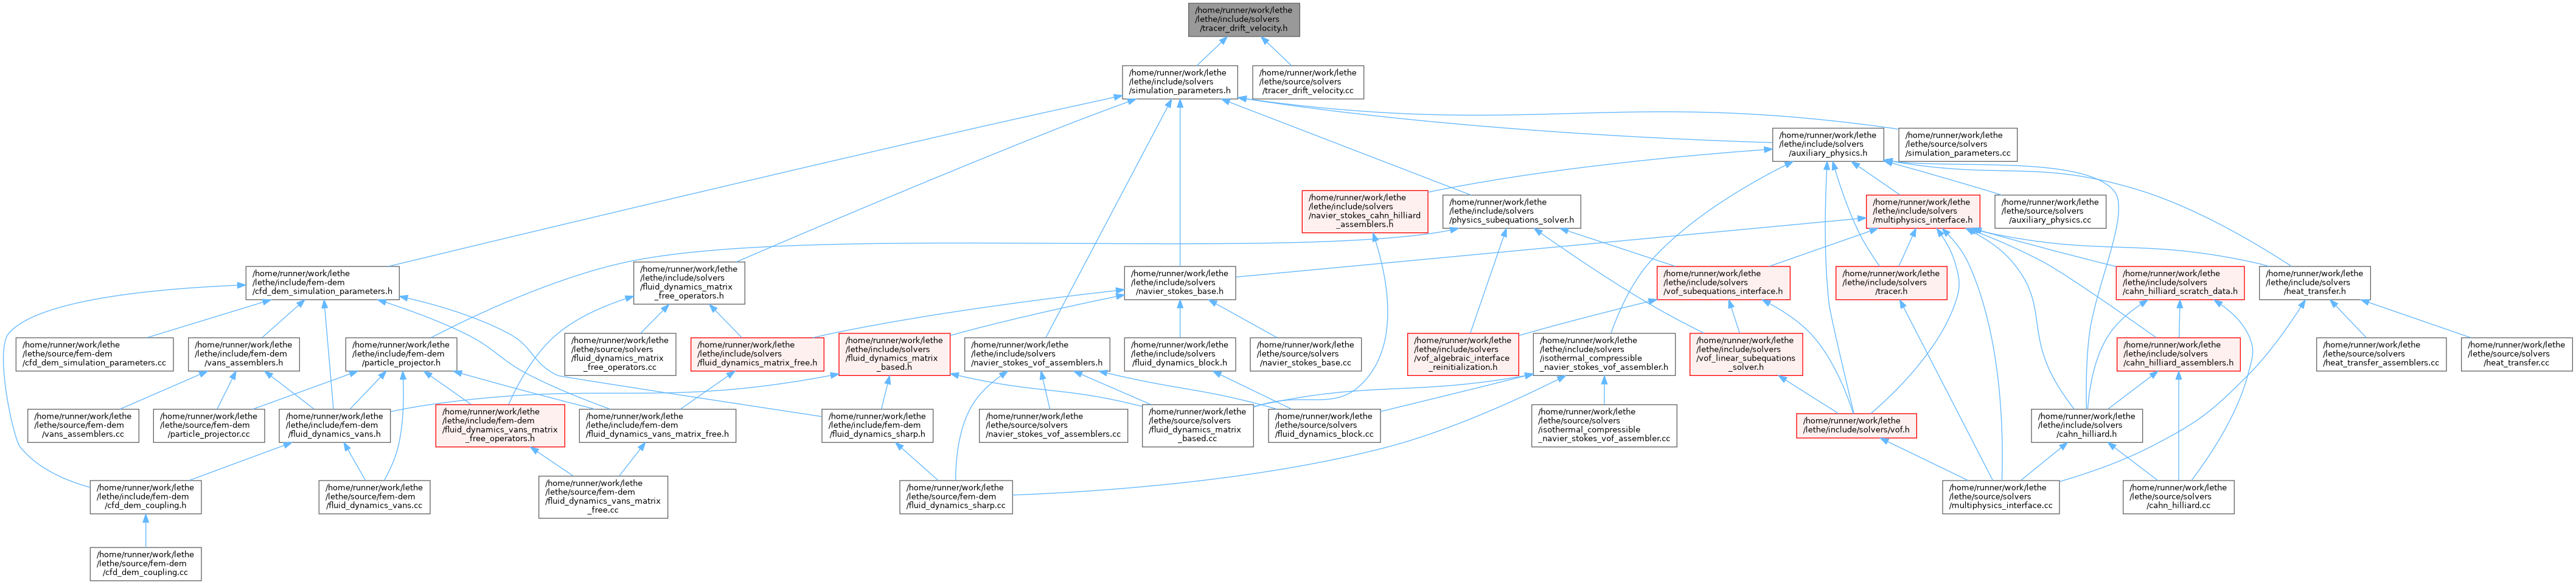 /home/runner/work/lethe
/lethe/include/solvers
/tracer_drift_velocity.h
/home/runner/work/lethe
/lethe/include/solvers
/simulation_parameters.h
/home/runner/work/lethe
/lethe/source/solvers
/tracer_drift_velocity.cc
/home/runner/work/lethe
/lethe/include/solvers
/auxiliary_physics.h
/home/runner/work/lethe
/lethe/source/solvers
/simulation_parameters.cc
/home/runner/work/lethe
/lethe/include/solvers
/navier_stokes_cahn_hilliard
_assemblers.h
/home/runner/work/lethe
/lethe/include/solvers
/physics_subequations_solver.h
/home/runner/work/lethe
/lethe/include/solvers
/multiphysics_interface.h
/home/runner/work/lethe
/lethe/source/solvers
/auxiliary_physics.cc
/home/runner/work/lethe
/lethe/include/fem-dem
/cfd_dem_simulation_parameters.h
/home/runner/work/lethe
/lethe/include/solvers
/fluid_dynamics_matrix
_free_operators.h
/home/runner/work/lethe
/lethe/include/solvers
/navier_stokes_base.h
/home/runner/work/lethe
/lethe/include/solvers
/vof_subequations_interface.h
/home/runner/work/lethe
/lethe/include/solvers
/tracer.h
/home/runner/work/lethe
/lethe/include/solvers
/cahn_hilliard_scratch_data.h
/home/runner/work/lethe
/lethe/include/solvers
/heat_transfer.h
/home/runner/work/lethe
/lethe/source/fem-dem
/cfd_dem_simulation_parameters.cc
/home/runner/work/lethe
/lethe/include/fem-dem
/vans_assemblers.h
/home/runner/work/lethe
/lethe/include/fem-dem
/particle_projector.h
/home/runner/work/lethe
/lethe/source/solvers
/fluid_dynamics_matrix
_free_operators.cc
/home/runner/work/lethe
/lethe/include/solvers
/fluid_dynamics_matrix_free.h
/home/runner/work/lethe
/lethe/include/solvers
/fluid_dynamics_matrix
_based.h
/home/runner/work/lethe
/lethe/include/solvers
/navier_stokes_vof_assemblers.h
/home/runner/work/lethe
/lethe/include/solvers
/fluid_dynamics_block.h
/home/runner/work/lethe
/lethe/source/solvers
/navier_stokes_base.cc
/home/runner/work/lethe
/lethe/include/solvers
/vof_algebraic_interface
_reinitialization.h
/home/runner/work/lethe
/lethe/include/solvers
/isothermal_compressible
_navier_stokes_vof_assembler.h
/home/runner/work/lethe
/lethe/include/solvers
/vof_linear_subequations
_solver.h
/home/runner/work/lethe
/lethe/include/solvers
/cahn_hilliard_assemblers.h
/home/runner/work/lethe
/lethe/source/solvers
/heat_transfer_assemblers.cc
/home/runner/work/lethe
/lethe/source/solvers
/heat_transfer.cc
/home/runner/work/lethe
/lethe/source/fem-dem
/vans_assemblers.cc
/home/runner/work/lethe
/lethe/source/fem-dem
/particle_projector.cc
/home/runner/work/lethe
/lethe/include/fem-dem
/fluid_dynamics_vans.h
/home/runner/work/lethe
/lethe/include/fem-dem
/fluid_dynamics_vans_matrix
_free_operators.h
/home/runner/work/lethe
/lethe/include/fem-dem
/fluid_dynamics_vans_matrix_free.h
/home/runner/work/lethe
/lethe/include/fem-dem
/fluid_dynamics_sharp.h
/home/runner/work/lethe
/lethe/source/solvers
/navier_stokes_vof_assemblers.cc
/home/runner/work/lethe
/lethe/source/solvers
/fluid_dynamics_matrix
_based.cc
/home/runner/work/lethe
/lethe/source/solvers
/fluid_dynamics_block.cc
/home/runner/work/lethe
/lethe/source/solvers
/isothermal_compressible
_navier_stokes_vof_assembler.cc
/home/runner/work/lethe
/lethe/include/solvers/vof.h
/home/runner/work/lethe
/lethe/include/solvers
/cahn_hilliard.h
/home/runner/work/lethe
/lethe/include/fem-dem
/cfd_dem_coupling.h
/home/runner/work/lethe
/lethe/source/fem-dem
/fluid_dynamics_vans.cc
/home/runner/work/lethe
/lethe/source/fem-dem
/fluid_dynamics_vans_matrix
_free.cc
/home/runner/work/lethe
/lethe/source/fem-dem
/fluid_dynamics_sharp.cc
/home/runner/work/lethe
/lethe/source/solvers
/multiphysics_interface.cc
/home/runner/work/lethe
/lethe/source/solvers
/cahn_hilliard.cc
/home/runner/work/lethe
/lethe/source/fem-dem
/cfd_dem_coupling.cc